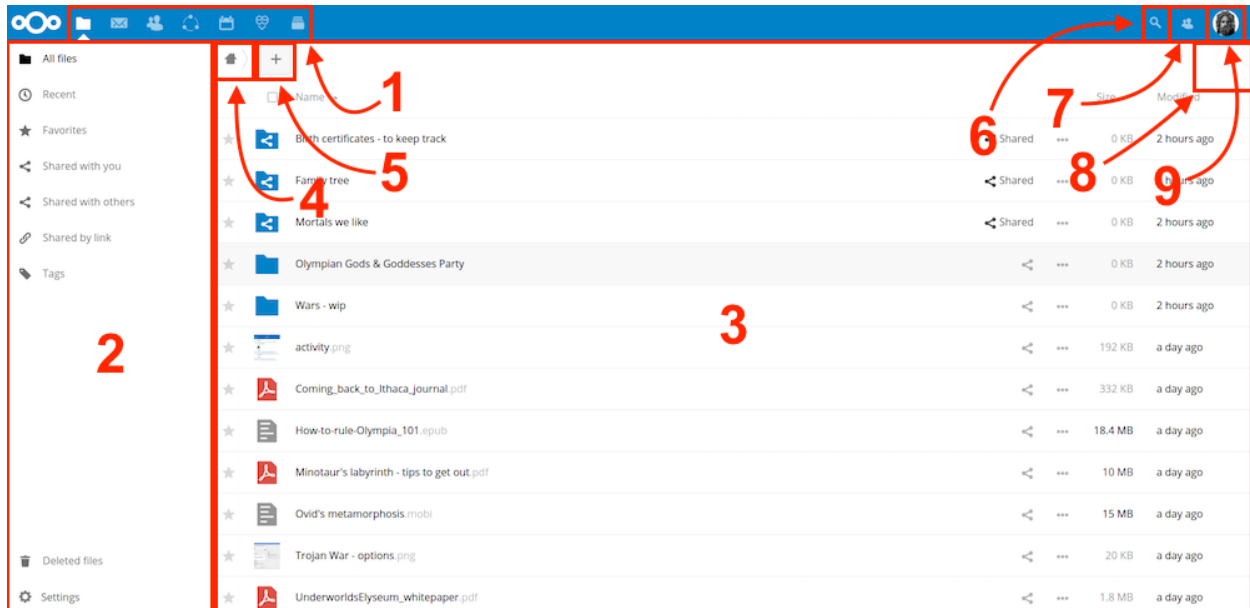 All files
Recent
Favorites
Shared with you
Shared with others
Shared by link
Tags
Deleted files
Settings
1
2
3
4
5
6
7
8
9
+
Name Size Modified
Birth certificates - to keep track Shared ... 0 KB 2 hours ago
Family tree Shared ... 0 KB hours ago
Mortals we like Shared ... 0 KB 2 hours ago
Olympian Gods & Goddesses Party ... 0 KB 2 hours ago
Wars - wip ... 0 KB 2 hours ago
activity.png ... 192 KB a day ago
Coming_back_to_Ithaca_journal.pdf ... 332 KB a day ago
How-to-rule-Olympia_101.epub ... 18.4 MB a day ago
Minotaur's labyrinth - tips to get out.pdf ... 10 MB a day ago
Ovid's metamorphosis.mobi ... 15 MB a day ago
Trojan War - options.png ... 20 KB a day ago
UnderworldsElyseum_whitepaper.pdf ... 1.8 MB a day ago